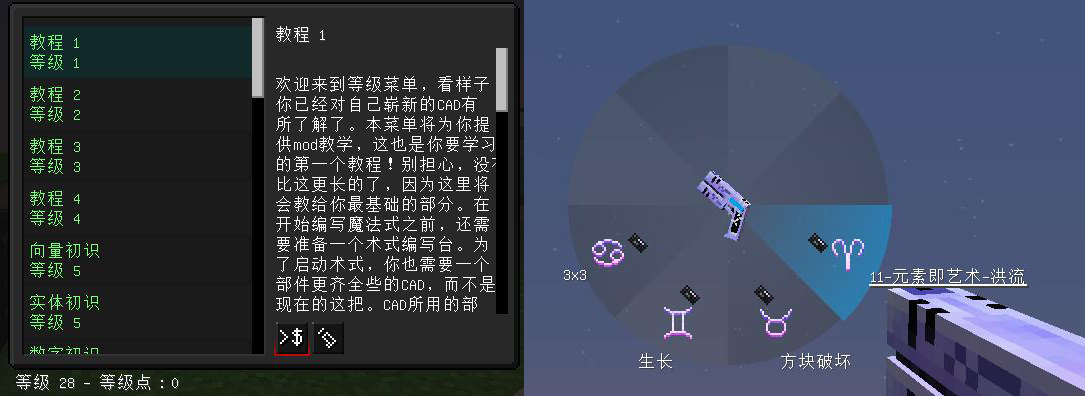 教程 1
等级 1
教程 2
等级 2
教程 3
等级 3
教程 4
等级 4
向量初识
等级 5
实体初识
等级 5
数字初识
教程 1
欢迎来到等级菜单，看样子
你已经对自己崭新的CAD有
所了解了。本菜单将为你提
供mod教学，这也是你要学习
的第一个教程！别担心，没有
比这更长的了，因为这里将
会教给你最基础的部分。在
开始编写魔法式之前，还需
要准备一个术式编写台。为
了启动术式，你也需要一个
部件更齐全些的CAD，而不是
现在的这把。CAD所用的部
>$
等级 28 - 等级点 : 0
3x3
生长
方块破坏
11-元素即艺术-洪流